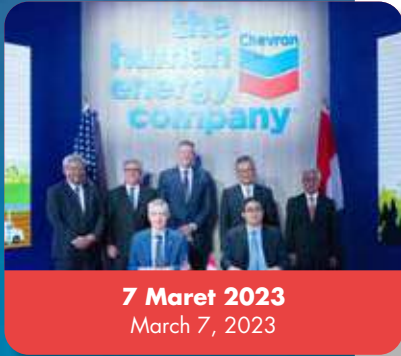 the
human
energy
company
Chevron
7 Maret 2023
March 7, 2023